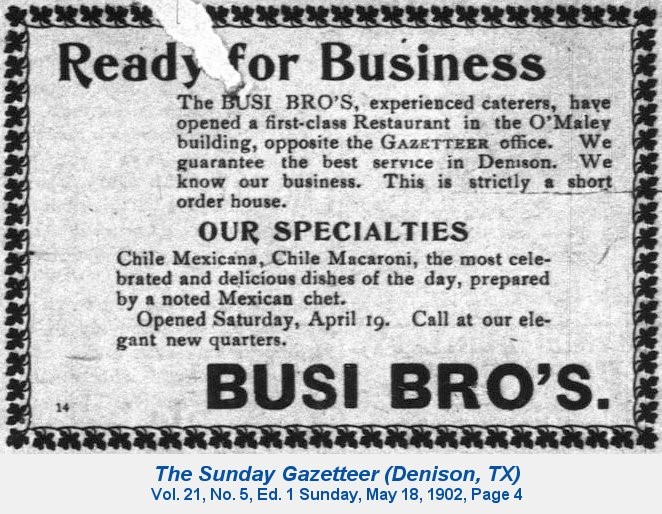 Ready for Business
The BUSI BRO'S, experienced caterers, have
opened a first-class Restaurant in the O'Maley
building, opposite the GAZETTEER office. We
guarantee the best service in Denison. We
know our business. This is strictly a short
order house.
OUR SPECIALTIES
Chile Mexicana, Chile Macaroni, the most cele-
brated and delicious dishes of the day, prepared
by a noted Mexican chet.
Opened Saturday, April 19. Call at our ele-
gant new quarters.
BUSI BRO'S.
14
The Sunday Gazetteer (Denison, TX)
Vol. 21, No. 5, Ed. 1 Sunday, May 18, 1902, Page 4